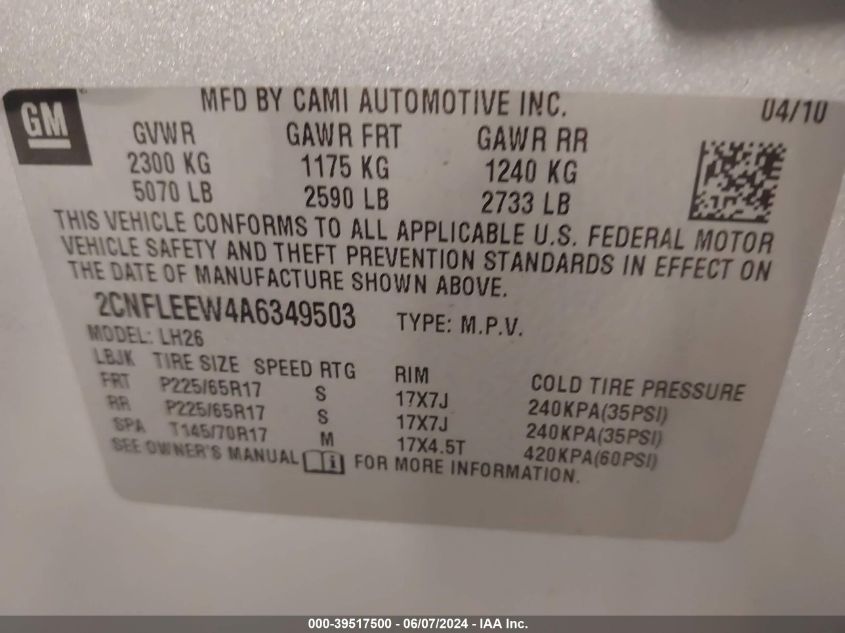 GM
MFD BY CAMI AUTOMOTIVE INC.
04/10
GVWR GAWR FRT GAWR RR
2300 KG 1175 KG 1240 KG
5070 LB 2590 LB 2733 LB
THIS VEHICLE CONFORMS TO ALL APPLICABLE U.S. FEDERAL MOTOR
VEHICLE SAFETY AND THEFT PREVENTION STANDARDS IN EFFECT ON
THE DATE OF MANUFACTURE SHOWN ABOVE.
2CNFLEEW4A6349503 TYPE: M.P.V.
MODEL: LH26
LBJK TIRE SIZE SPEED RTG RIM COLD TIRE PRESSURE
FRT P225/65R17 S 17X7J 240KPA(35PSI)
RR P225/65R17 S 17X7J 240KPA(35PSI)
SPA T145/70R17 M 17X4.5T 420KPA(60PSI)
SEE OWNER'S MANUAL FOR MORE INFORMATION.
000-39517500 - 06/07/2024 - IAA Inc.